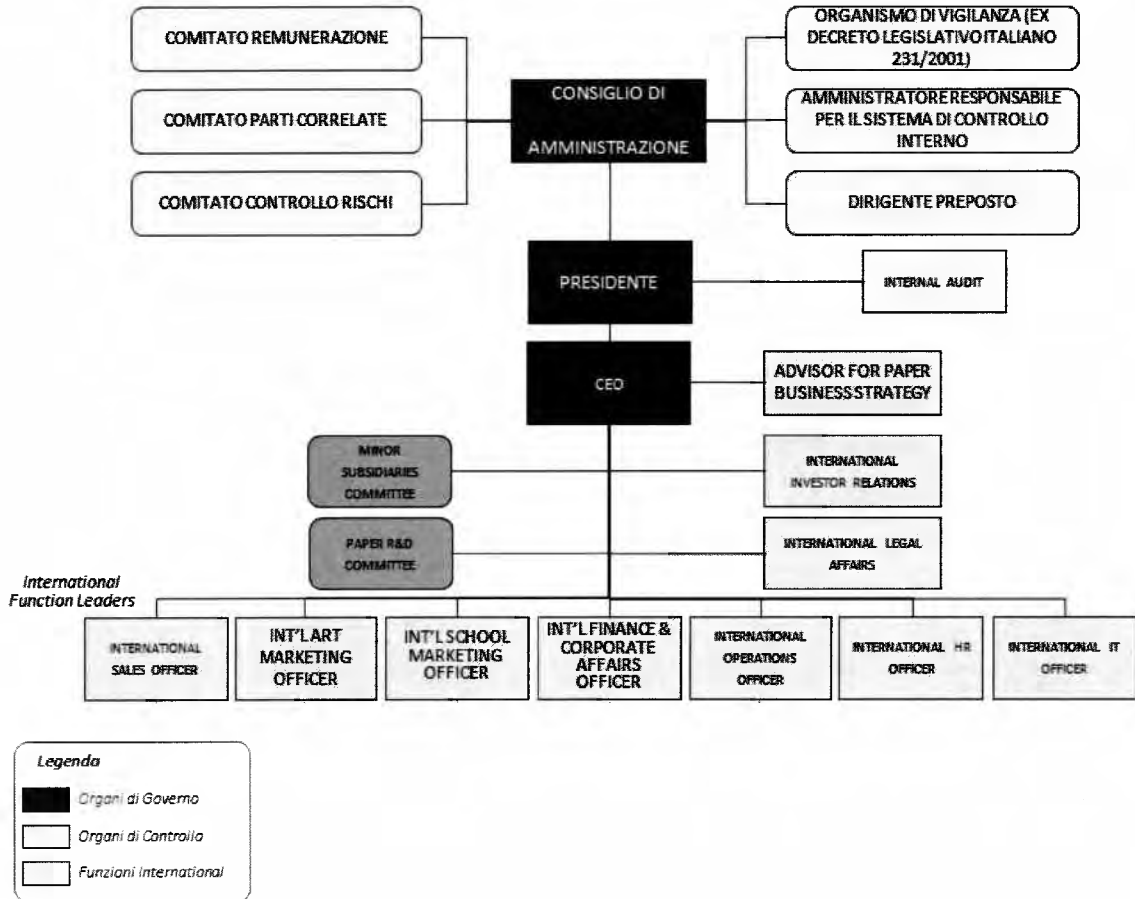 COMITATO REMUNERAZIONE
COMITATO PARTI CORRELATE
COMITATO CONTROLLO RISCHI
CONSIGLIO DI
AMMINISTRAZIONE
ORGANISMO DI VIGILANZA (EX
DECRETO LEGISLATIVO ITALIANO
231/2001)
AMMINISTRATORE RESPONSABILE
PER IL SISTEMA DI CONTROLLO
INTERNO
DIRIGENTE PREPOSTO
PRESIDENTE
INTERNAL AUDIT
CEO
ADVISOR FOR PAPER
BUSINESS STRATEGY
MINOR
SUBSIDIARIES
COMMITTEE
INTERNATIONAL
INVESTOR RELATIONS
PAPER R&D
COMMITTEE
INTERNATIONAL LEGAL
AFFAIRS
International
Function Leaders
INTERNATIONAL
SALES OFFICER
INT'L ART
MARKETING
OFFICER
INT'L SCHOOL
MARKETING
OFFICER
INT'L FINANCE &
CORPORATE
AFFAIRS
OFFICER
INTERNATIONAL
OPERATIONS
OFFICER
INTERNATIONAL HR
OFFICER
INTERNATIONAL IT
OFFICER
Legenda
Organi di Governo
Organi di Controllo
Funzioni International